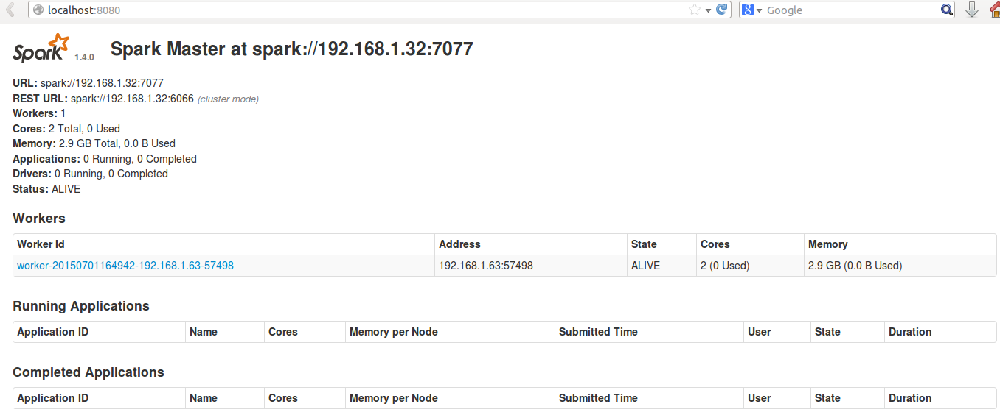 localhost:8080
8 Google
Spark 1.4.0 Spark Master at spark://192.168.1.32:7077
URL: spark://192.168.1.32:7077
REST URL: spark://192.168.1.32:6066 (cluster mode)
Workers: 1
Cores: 2 Total, 0 Used
Memory: 2.9 GB Total, 0.0 B Used
Applications: 0 Running, 0 Completed
Drivers: 0 Running, 0 Completed
Status: ALIVE
Workers
Worker Id Address State Cores Memory
worker-20150701164942-192.168.1.63-57498 192.168.1.63:57498 ALIVE 2 (0 Used) 2.9 GB (0.0 B Used)
Running Applications
Application ID Name Cores Memory per Node Submitted Time User State Duration
Completed Applications
Application ID Name Cores Memory per Node Submitted Time User State Duration